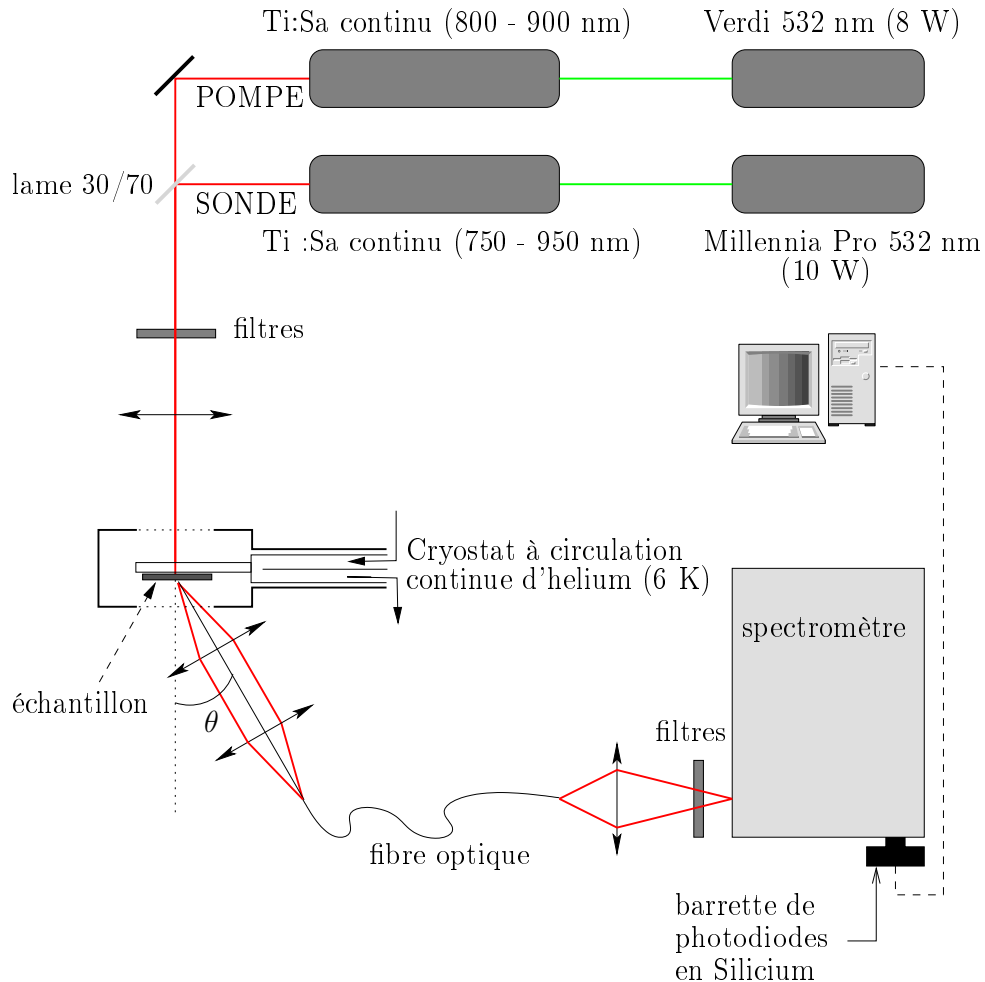 Ti:Sa continu (800 - 900 nm)
Verdi 532 nm (8 W)
POMPE
lame 30/70
SONDE
Ti :Sa continu (750 - 950 nm)
Millennia Pro 532 nm
(10 W)
filtres
Cryostat à circulation
continue d'helium (6 K)
spectromètre
échantillon
θ
filtres
fibre optique
barrette de
photodiodes
en Silicium